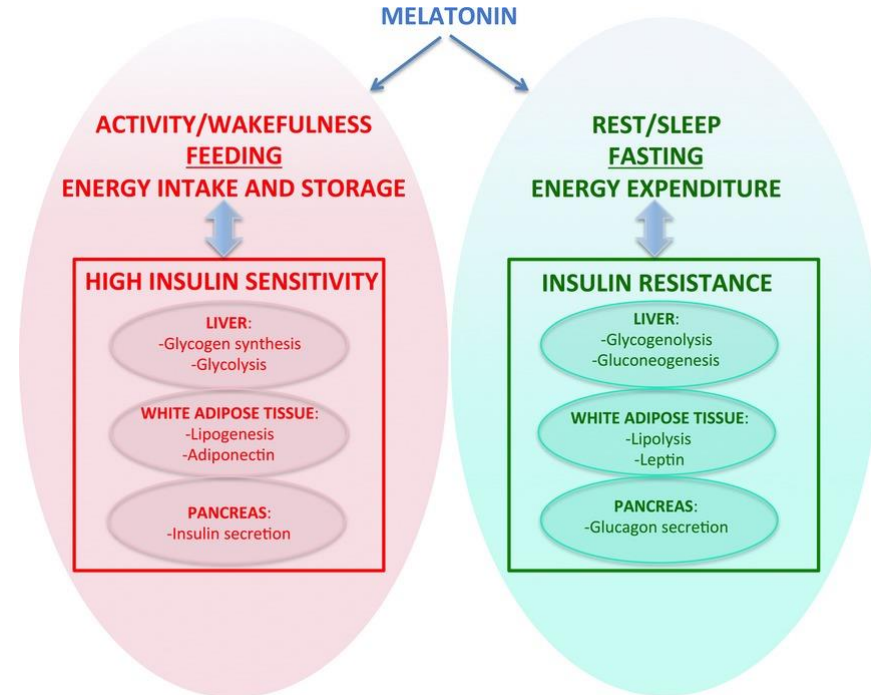 MELATONIN
ACTIVITY/WAKEFULNESS
FEEDING
ENERGY INTAKE AND STORAGE
HIGH INSULIN SENSITIVITY
LIVER:
-Glycogen synthesis
-Glycolysis
WHITE ADIPOSE TISSUE:
-Lipogenesis
-Adiponectin
PANCREAS:
-Insulin secretion
REST/SLEEP
FASTING
ENERGY EXPENDITURE
INSULIN RESISTANCE
LIVER:
-Glycogenolysis
-Gluconeogenesis
WHITE ADIPOSE TISSUE:
-Lipolysis
-Leptin
PANCREAS:
-Glucagon secretion